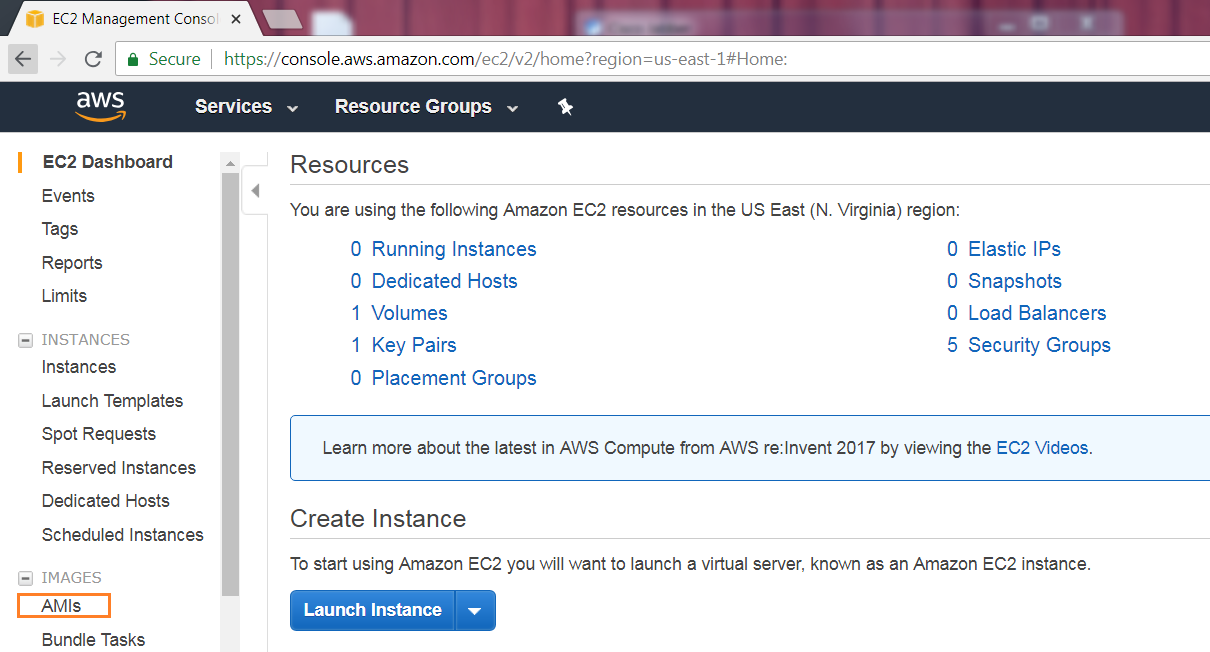 EC2 Management Consol
Secure
https://console.aws.amazon.com/ec2/v2/home?region=us-east-1#Home:
aws
Services
Resource Groups
EC2 Dashboard
Events
Tags
Reports
Limits
INSTANCES
Instances
Launch Templates
Spot Requests
Reserved Instances
Dedicated Hosts
Scheduled Instances
IMAGES
AMIs
Bundle Tasks
Resources
You are using the following Amazon EC2 resources in the US East (N. Virginia) region:
0 Running Instances
0 Dedicated Hosts
1 Volumes
1 Key Pairs
0 Placement Groups
0 Elastic IPs
0 Snapshots
0 Load Balancers
5 Security Groups
Learn more about the latest in AWS Compute from AWS re:Invent 2017 by viewing the EC2 Videos.
Create Instance
To start using Amazon EC2 you will want to launch a virtual server, known as an Amazon EC2 instance.
Launch Instance